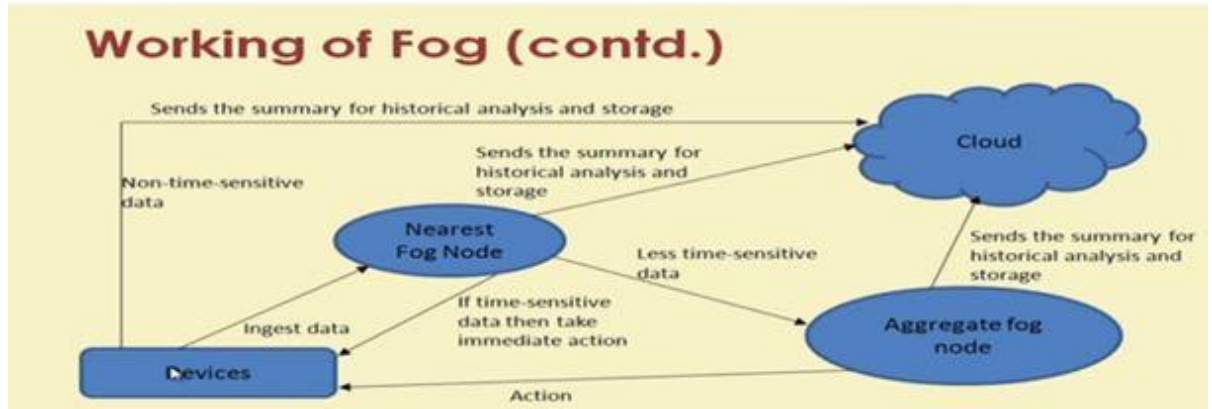 Working of Fog (contd.)
Sends the summary for historical analysis and storage
Cloud
Sends the summary for
historical analysis and
storage
Non-time-sensitive
data
Nearest
Fog Node
Less time-sensitive
data
Sends the summary for
historical analysis and
storage
If time-sensitive
data then take
immediate action
Ingest data
Aggregate fog
node
Devices
Action